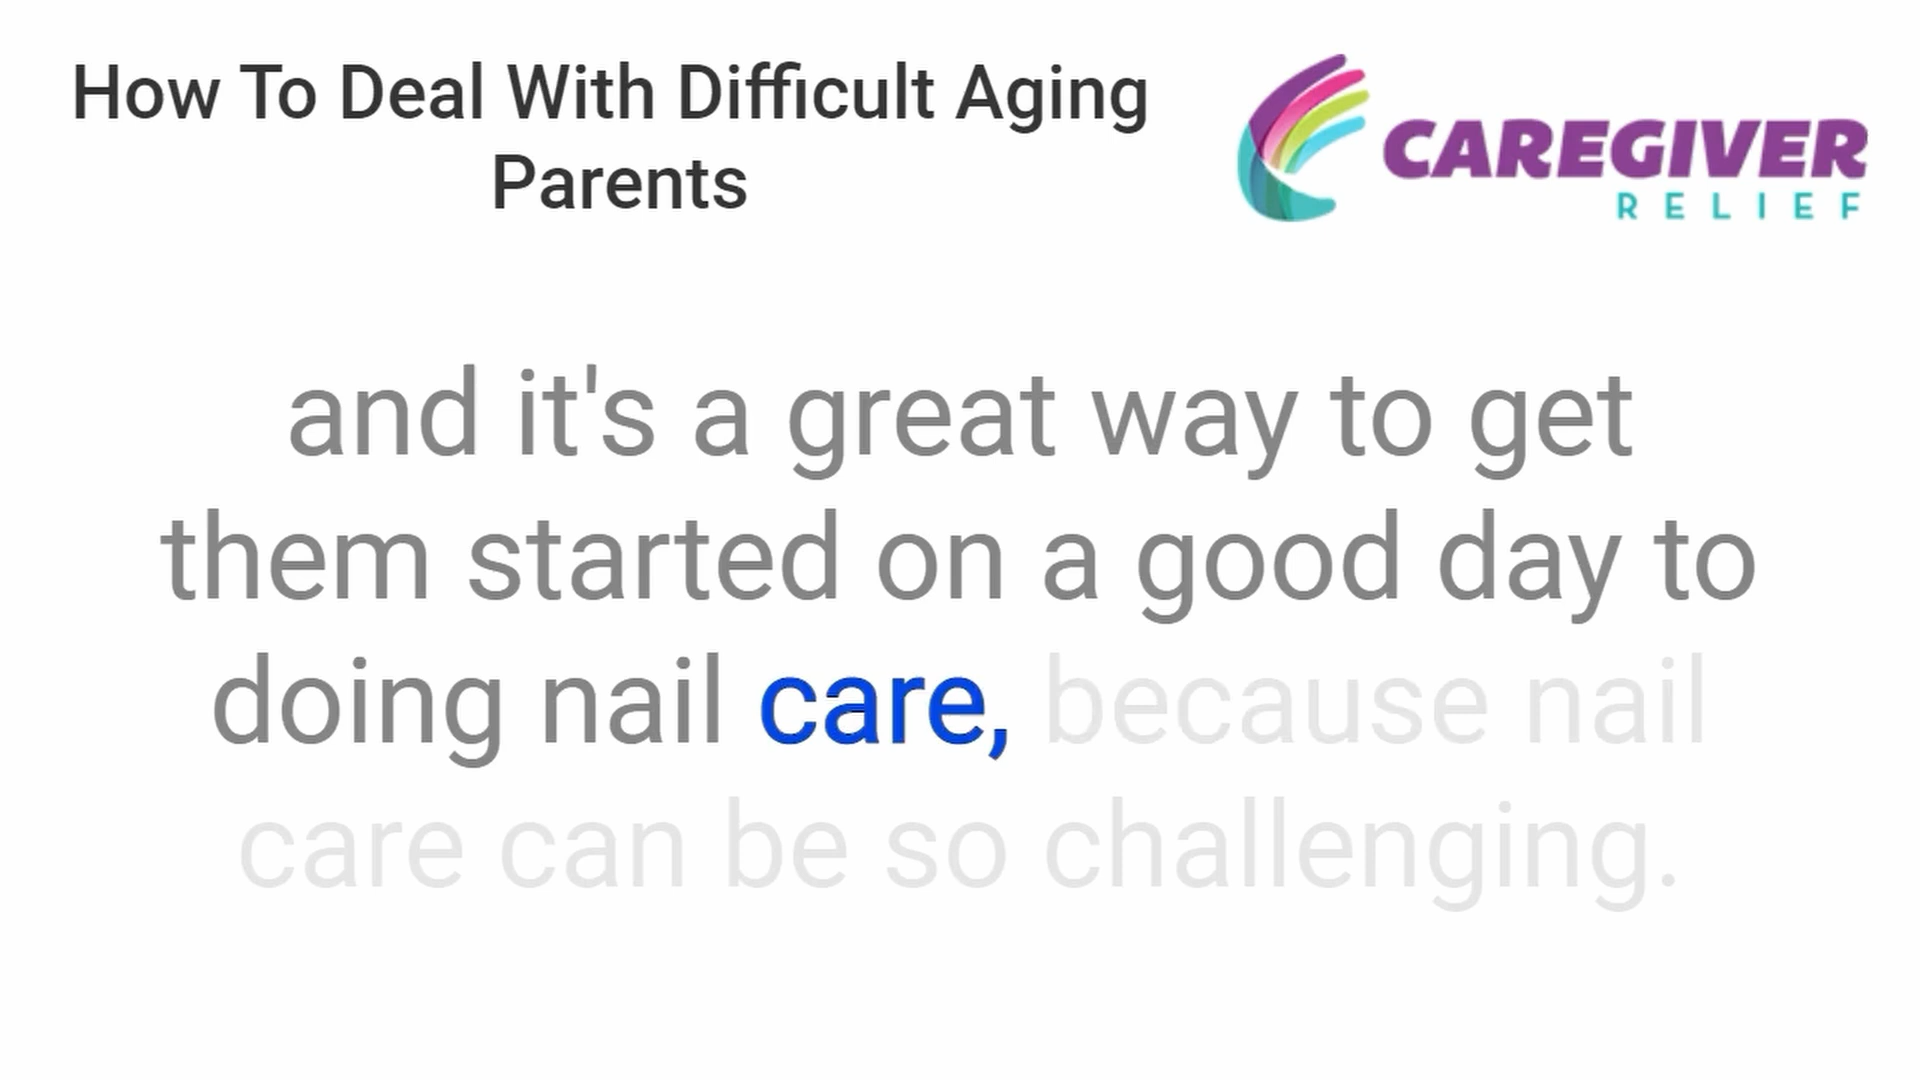 How To Deal With Difficult Aging
Parents
CAREGIVER
RELIEF
and it's a great way to get
them started on a good day to
doing nail care, because nail
care can be so challenging.